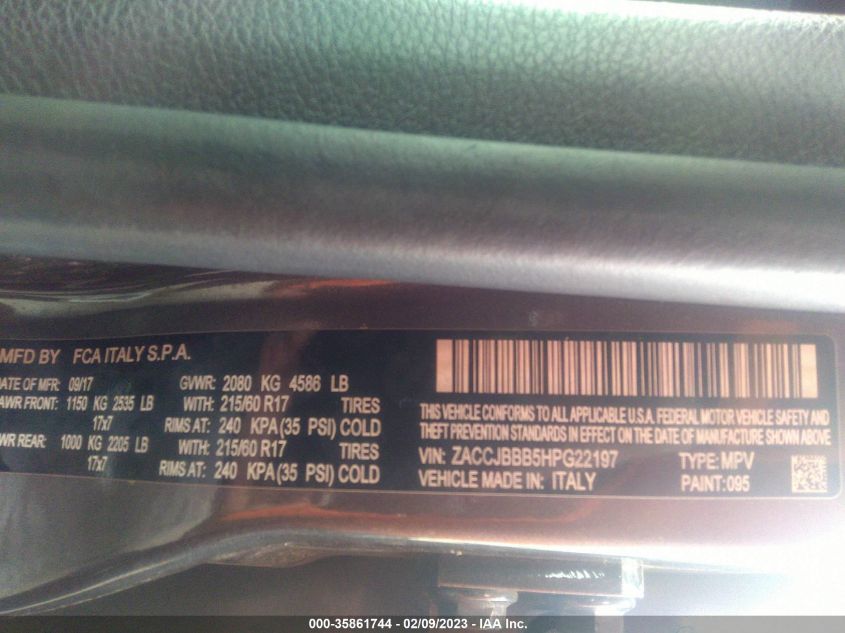 MFD BY FCA ITALY S.P.A.
DATE OF MFR: 09/17 GVWR: 2080 KG 4586 LB
AWR FRONT: 1150 KG 2535 LB WITH: 215/60 R17 TIRES
17x7 RIMS AT: 240 KPA (35 PSI) COLD
WR REAR: 1000 KG 2205 LB WITH: 215/60 R17 TIRES
17x7 RIMS AT: 240 KPA (35 PSI) COLD
THIS VEHICLE CONFORMS TO ALL APPLICABLE U.S.A. FEDERAL MOTOR VEHICLE SAFETY AND
THEFT PREVENTION STANDARDS IN EFFECT ON THE DATE OF MANUFACTURE SHOWN ABOVE
VIN: ZACCJBBB5HPG22197 TYPE: MPV
VEHICLE MADE IN: ITALY PAINT: 095
000-35861744 - 02/09/2023 - IAA Inc.